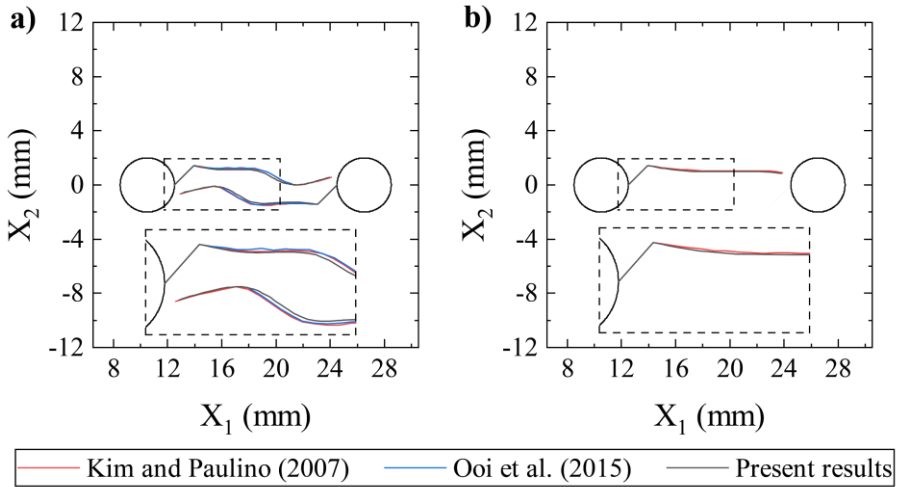 a)
12
8
4
0
-4
-8
-12
X2 (mm)
8 12 16 20 24 28
X1 (mm)
b)
12
8
4
0
-4
-8
-12
X2 (mm)
8 12 16 20 24 28
X1 (mm)
Kim and Paulino (2007) Ooi et al. (2015) Present results